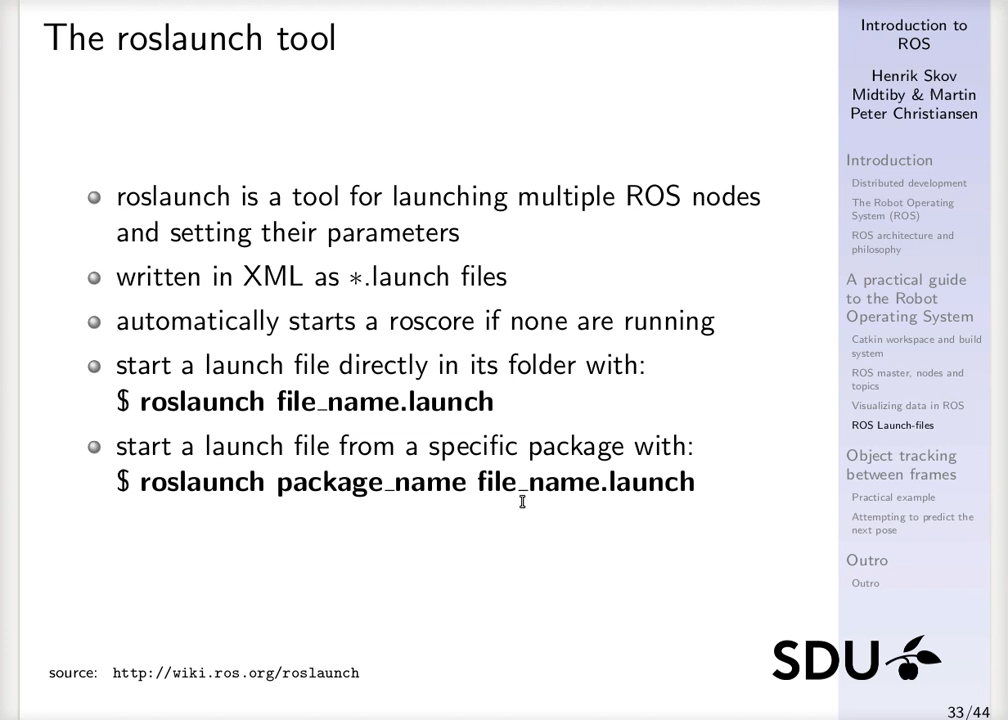 The roslaunch tool
roslaunch is a tool for launching multiple ROS nodes
and setting their parameters
written in XML as *.launch files
automatically starts a roscore if none are running
start a launch file directly in its folder with:
$ roslaunch file_name.launch
start a launch file from a specific package with:
$ roslaunch package_name file_name.launch
source: http://wiki.ros.org/roslaunch
Introduction to
ROS
Henrik Skov
Midtiby & Martin
Peter Christiansen
Introduction
Distributed development
The Robot Operating
System (ROS)
ROS architecture and
philosophy
A practical guide
to the Robot
Operating System
Catkin workspace and build
system
ROS master, nodes and
topics
Visualizing data in ROS
ROS Launch-files
Object tracking
between frames
Practical example
Attempting to predict the
next pose
Outro
Outro
SDU
33/44